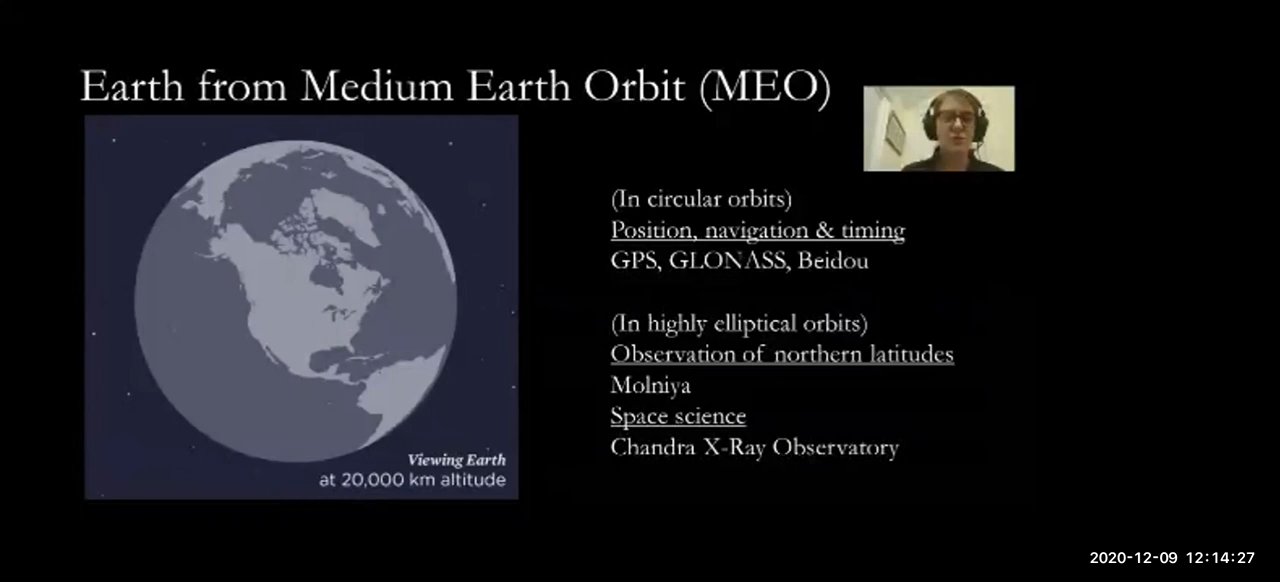 Earth from Medium Earth Orbit (MEO)
(In circular orbits)
Position, navigation & timing
GPS, GLONASS, Beidou
(In highly elliptical orbits)
Observation of northern latitudes
Molniya
Space science
Chandra X-Ray Observatory
Viewing Earth
at 20,000 km altitude
2020-12-09 12:14:27